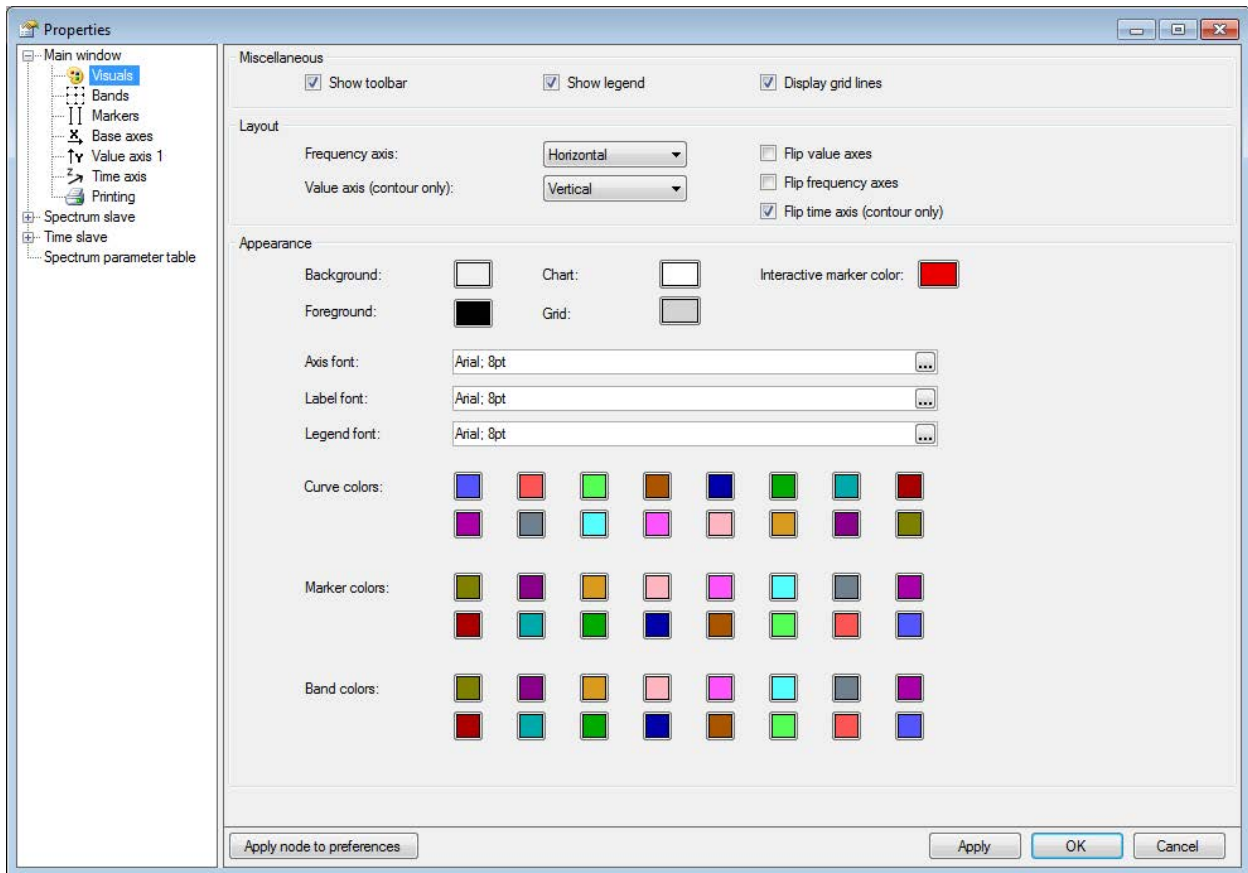 Properties
Main window
Visuals
Bands
Markers
Base axes
Value axis 1
Time axis
Printing
Spectrum slave
Time slave
Spectrum parameter table
Miscellaneous
Show toolbar Show legend Display grid lines
Layout
Frequency axis: Horizontal Flip value axes
Value axis (contour only): Vertical Flip frequency axes
Flip time axis (contour only)
Appearance
Background: Chart: Interactive marker color:
Foreground: Grid:
Axis font: Arial; 8pt ...
Label font: Arial; 8pt ...
Legend font: Arial; 8pt ...
Curve colors:
Marker colors:
Band colors:
Apply node to preferences Apply OK Cancel